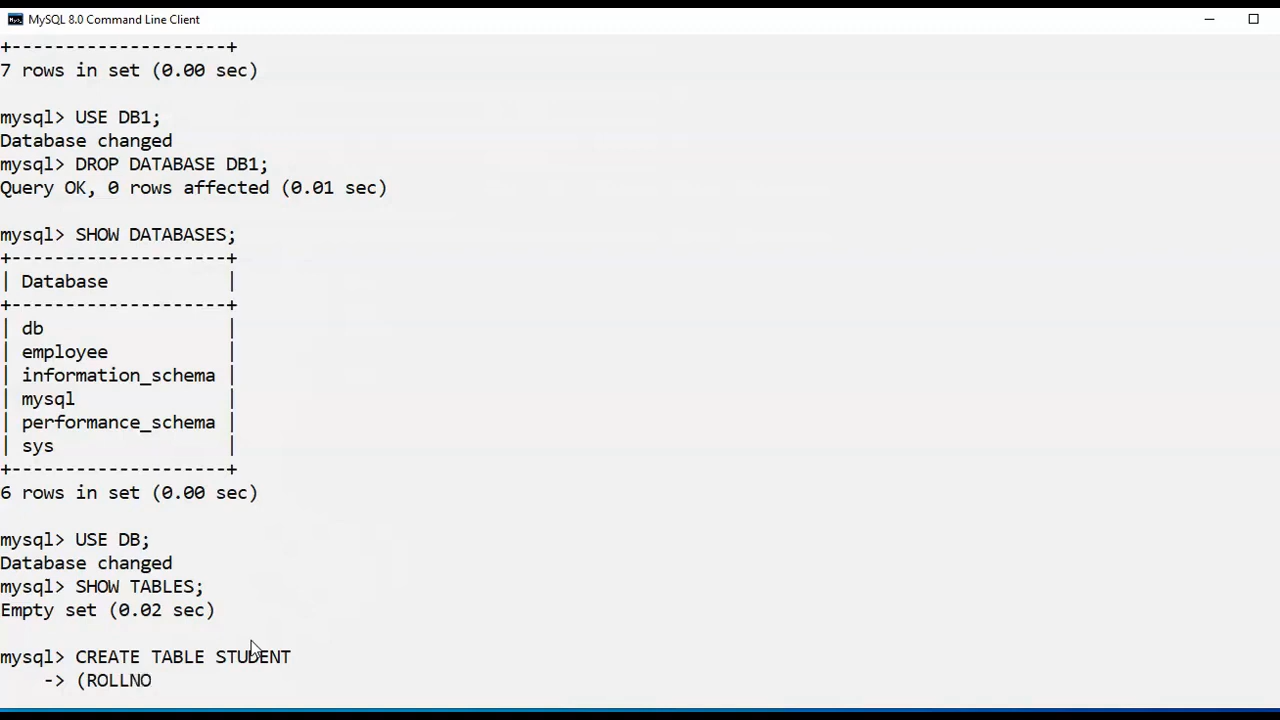 MySQL 8.0 Command Line Client
+--------------------+
7 rows in set (0.00 sec)
mysql> USE DB1;
Database changed
mysql> DROP DATABASE DB1;
Query OK, 0 rows affected (0.01 sec)
mysql> SHOW DATABASES;
+--------------------+
| Database           |
+--------------------+
| db                 |
| employee           |
| information_schema |
| mysql              |
| performance_schema |
| sys                |
+--------------------+
6 rows in set (0.00 sec)
mysql> USE DB;
Database changed
mysql> SHOW TABLES;
Empty set (0.02 sec)
mysql> CREATE TABLE STUDENT
    -> (ROLLNO